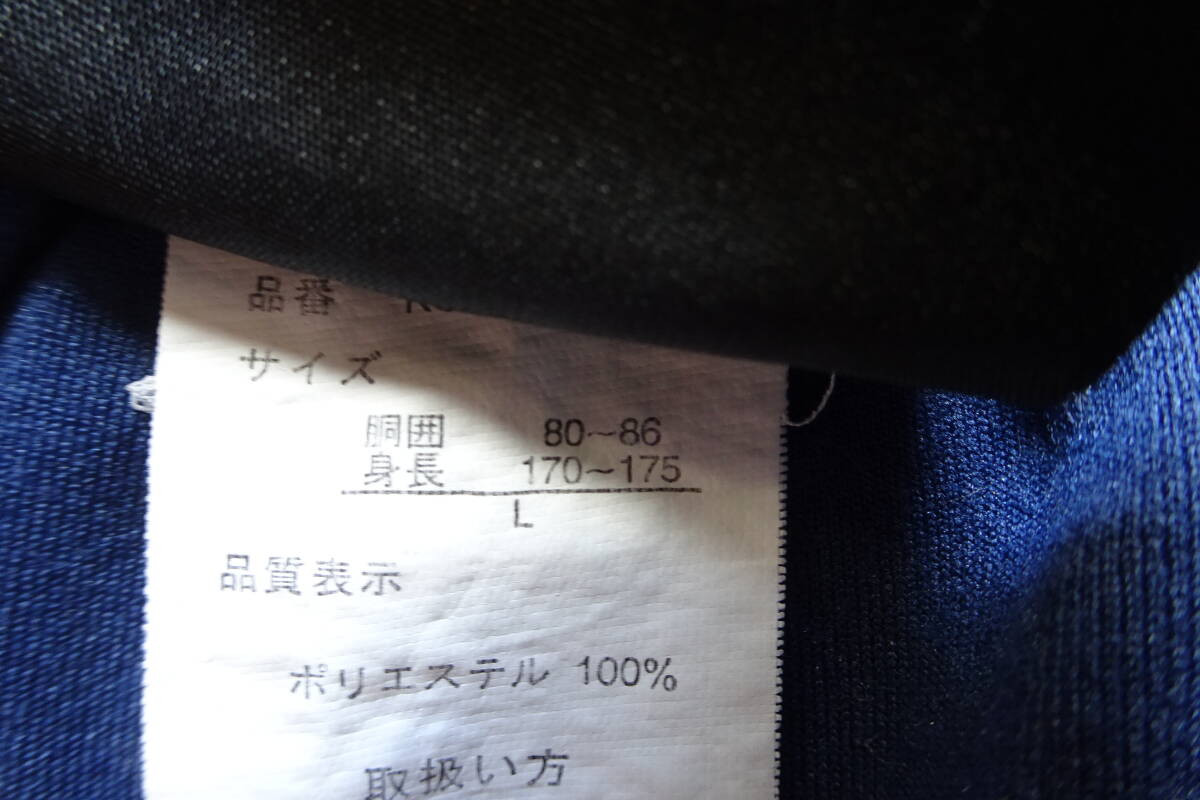 品番
サイズ
胴囲 80~86
身長 170~175
L
品質表示
ポリエステル 100%
取扱い方